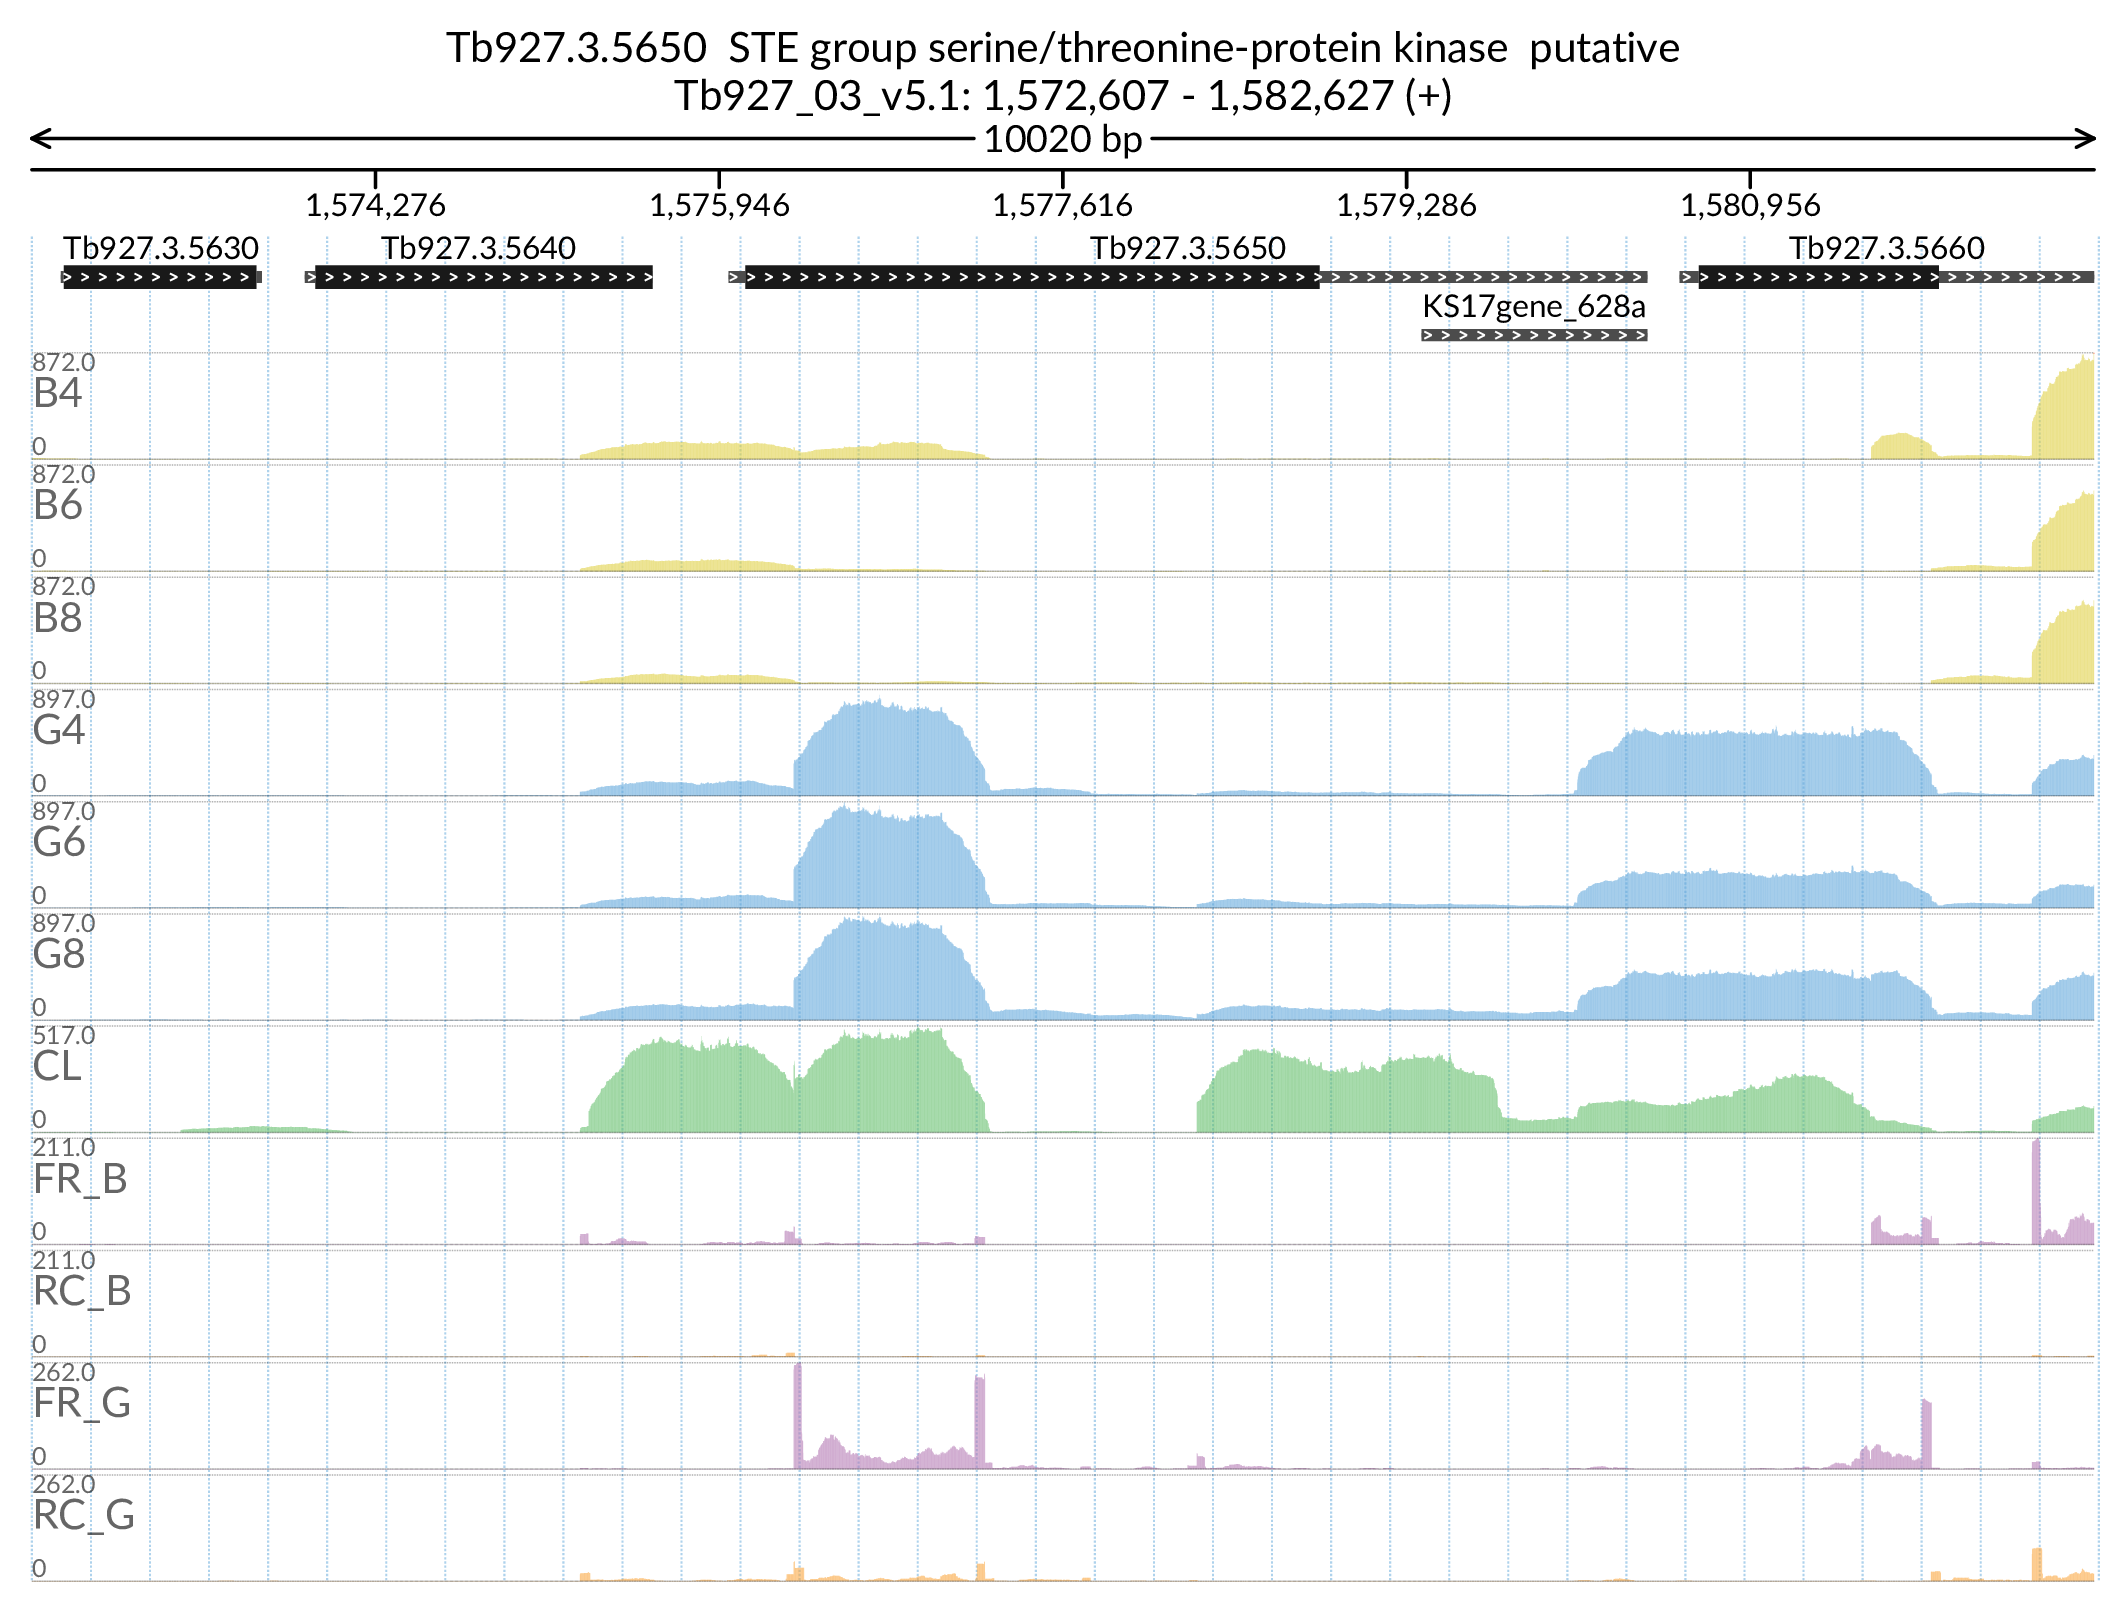 Tb927.3.5650  STE group serine/threonine-protein kinase  putative
Tb927_03_v5.1: 1,572,607 - 1,582,627 (+)
10020 bp
1,574,276 1,575,946 1,577,616 1,579,286 1,580,956
Tb927.3.5630 Tb927.3.5640 Tb927.3.5650 Tb927.3.5660
KS17gene_628a
872.0
B4
0
872.0
B6
0
872.0
B8
0
897.0
G4
0
897.0
G6
0
897.0
G8
0
517.0
CL
0
211.0
FR_B
0
211.0
RC_B
0
262.0
FR_G
0
262.0
RC_G
0